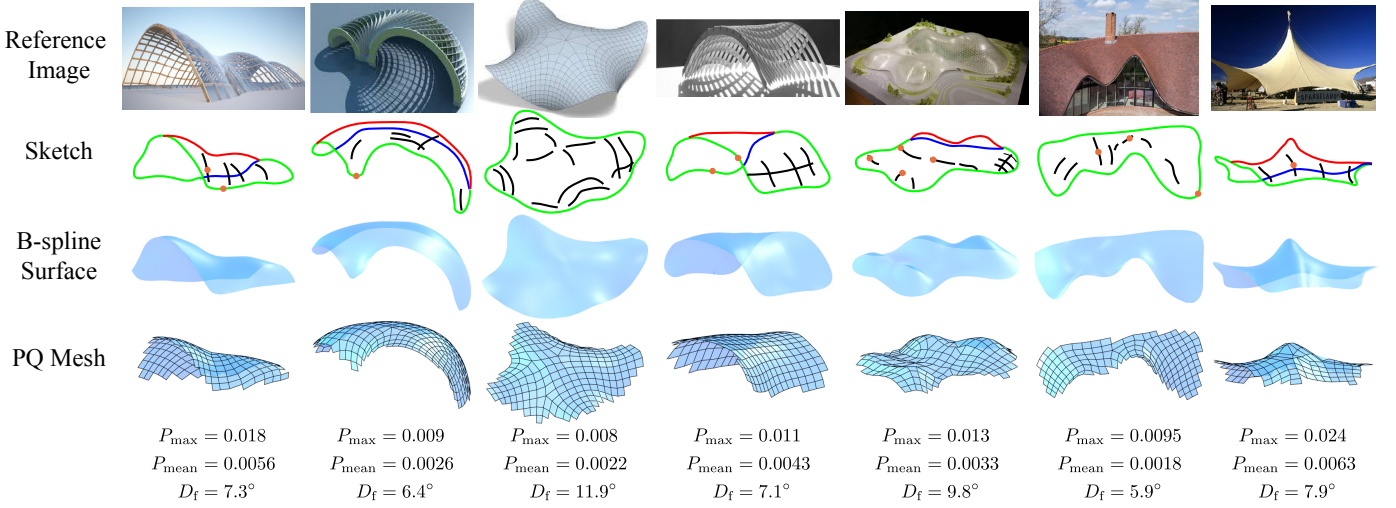 Reference
Image
Sketch
B-spline
Surface
PQ Mesh
P_max = 0.018 P_max = 0.009 P_max = 0.008 P_max = 0.011 P_max = 0.013 P_max = 0.0095 P_max = 0.024
P_mean = 0.0056 P_mean = 0.0026 P_mean = 0.0022 P_mean = 0.0043 P_mean = 0.0033 P_mean = 0.0018 P_mean = 0.0063
D_f = 7.3° D_f = 6.4° D_f = 11.9° D_f = 7.1° D_f = 9.8° D_f = 5.9° D_f = 7.9°